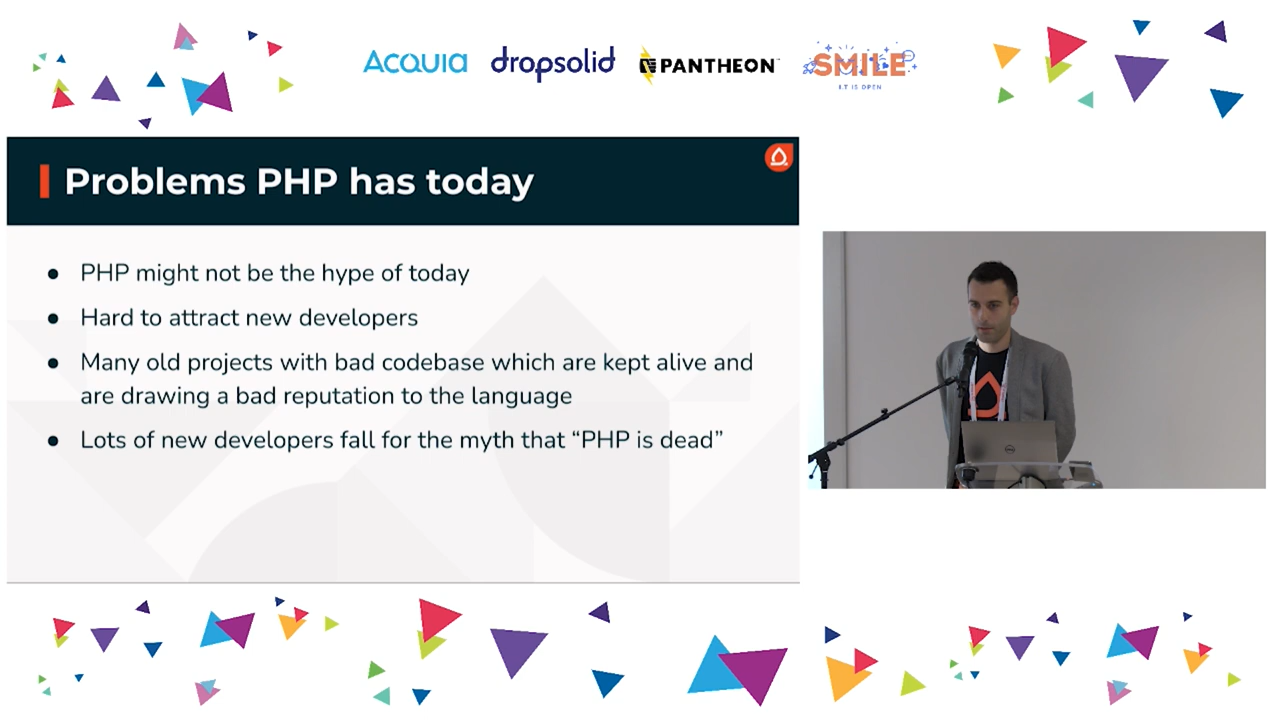 ACQUIA
dropsolid
PANTHEON
SMILE
I.T IS OPEN
Problems PHP has today
● PHP might not be the hype of today
● Hard to attract new developers
● Many old projects with bad codebase which are kept alive and
are drawing a bad reputation to the language
● Lots of new developers fall for the myth that “PHP is dead”
DELL